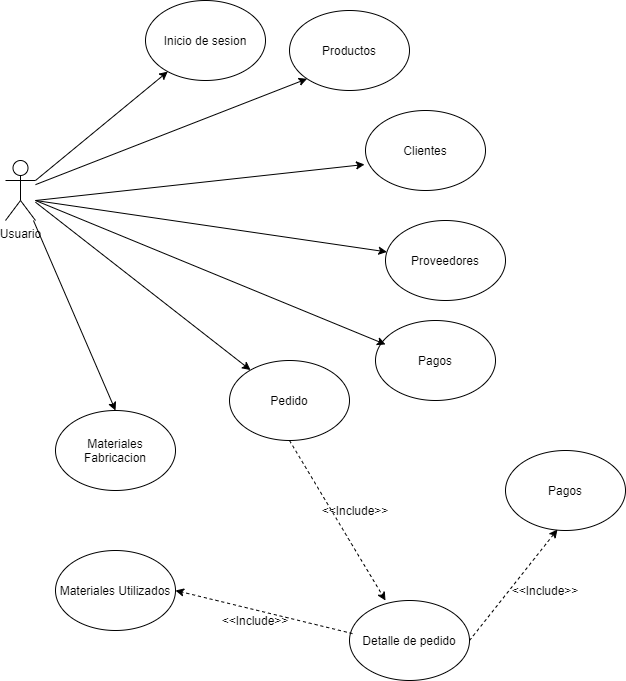 Inicio de sesion
Productos
Clientes
Usuario
Proveedores
Pagos
Pedido
Materiales
Fabricacion
Pagos
<<Include>>
Materiales Utilizados
<<Include>>
<<Include>>
Detalle de pedido